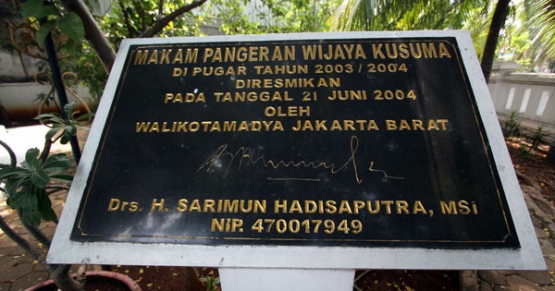 MAKAM PANGERAN WIJAYA KUSUMA
DI PUGAR TAHUN 2003 / 2004
DIRESMIKAN
PADA TANGGAL 21 JUNI 2004
OLEH
WALIKOTAMADYA JAKARTA BARAT
Drs. H. SARIMUN HADISAPUTRA, MSi
NIP. 470017949